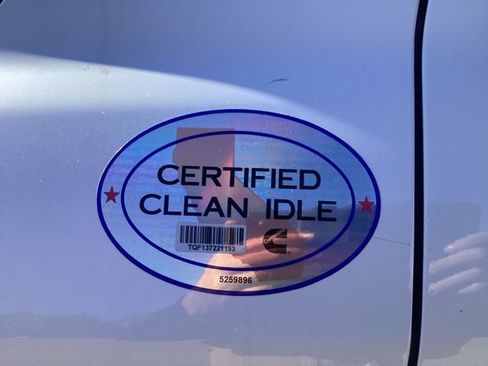 CERTIFIED
CLEAN IDLE
TQF137221193
5259896